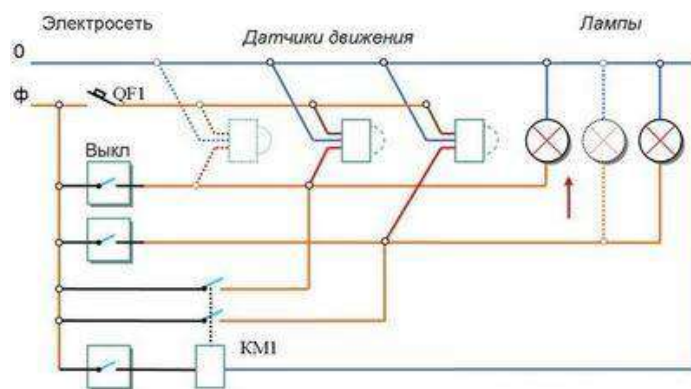 Электросеть
Датчики движения
Лампы
0
ф
QF1
Выкл
КМ1